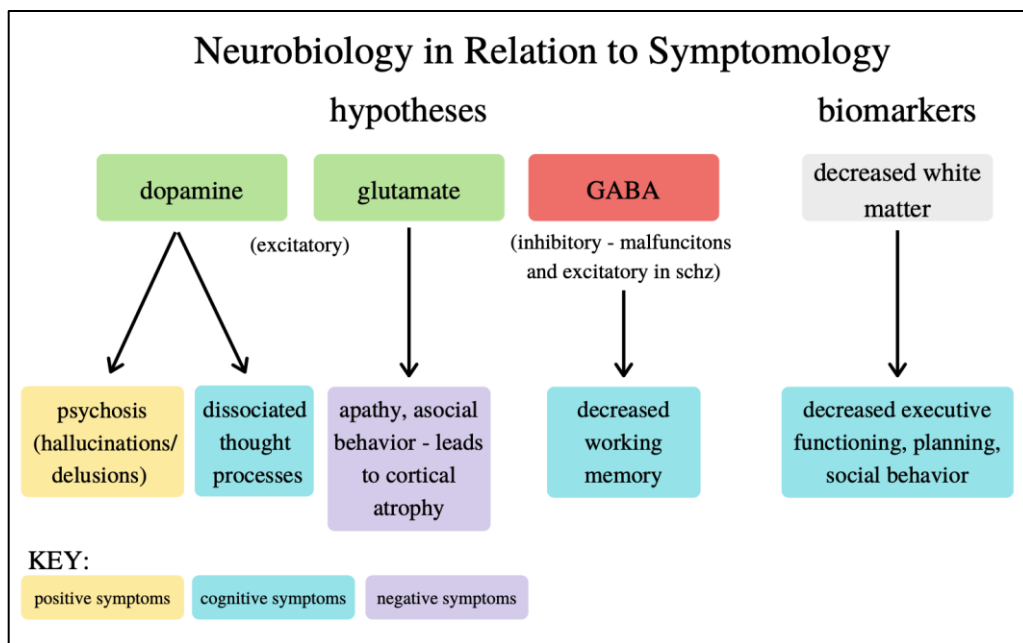 Neurobiology in Relation to Symptomology
hypotheses
biomarkers
dopamine
glutamate
GABA
decreased white
matter
(excitatory)
(inhibitory - malfuncitons
and excitatory in schz)
psychosis
(hallucinations/
delusions)
dissociated
thought
processes
apathy, asocial
behavior - leads
to cortical
atrophy
decreased
working
memory
decreased executive
functioning, planning,
social behavior
KEY:
positive symptoms
cognitive symptoms
negative symptoms